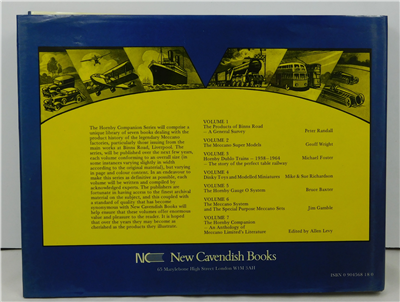 The Hornby Companion Series will comprise a
unique library of seven books dealing with the
product history of the legendary Meccano
factories, particularly those issuing from the
main works at Binns Road, Liverpool. The
series, will be published over the next few years,
each volume conforming to an overall size (in
some instances varying slightly in width
according to the original material), but varying
in page and colour content. In an endeavour to
make this series as definitive as possible, each
volume will be written and compiled by
acknowledged experts. The publishers are
fortunate in having access to the finest archival
material on the subject, and this coupled with
a standard of quality that has become
synonymous with New Cavendish Books will
help ensure that these volumes offer enormous
value and pleasure to the reader. It is hoped
that over the years they may become as
cherished as the products they illustrate.
VOLUME 1
The Products of Binns Road
– A General Survey Peter Randall
VOLUME 2
The Meccano Super Models Geoff Wright
VOLUME 3
Hornby Dublo Trains – 1938-1964 Michael Foster
– The story of the perfect table railway
VOLUME 4
Dinky Toys and Modelled Miniatures Mike & Sue Richardson
VOLUME 5
The Hornby Gauge O System Bruce Baxter
VOLUME 6
The Meccano System
and The Special Purpose Meccano Sets Jim Gamble
VOLUME 7
The Hornby Companion
– An Anthology of
Meccano Limited's Literature Edited by Allen Levy
NC New Cavendish Books
65 Marylebone High Street London W1M 3AH
ISBN 0 904568 18 9